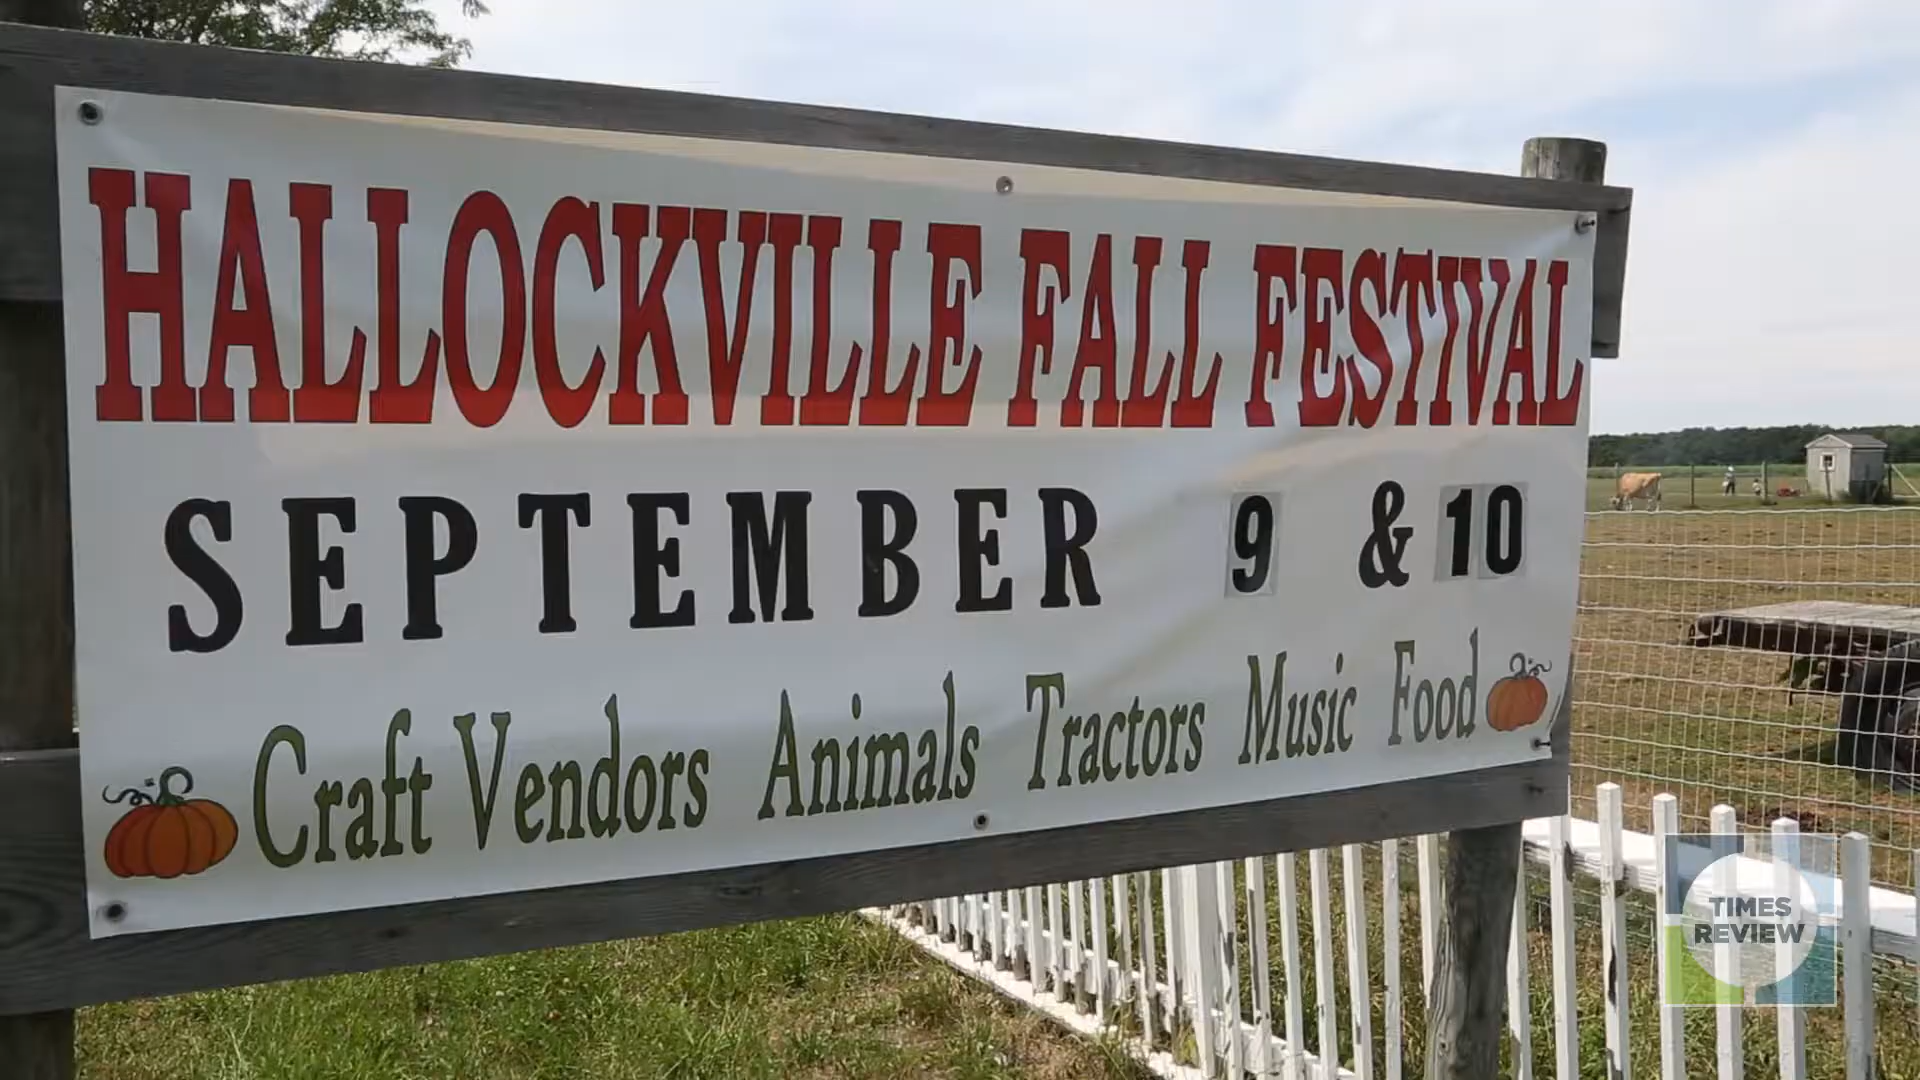 HALLOCKVILLE FALL FESTIVAL
SEPTEMBER 9 & 10
Craft Vendors Animals Tractors Music Food
TIMES
REVIEW